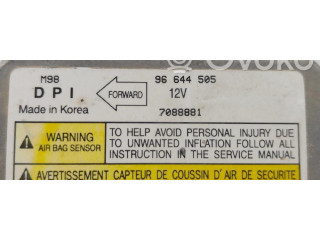 M98 96 644 505
DPI FORWARD 12V
Made in Korea 7088881
WARNING
AIR BAG SENSOR
TO HELP AVOID PERSONAL INJURY DUE
TO UNWANTED INFLATION FOLLOW ALL
INSTRUCTION IN THE SERVICE MANUAL
AVERTISSEMENT CAPTEUR DE COUSSIN D'AIR DE SECURITE